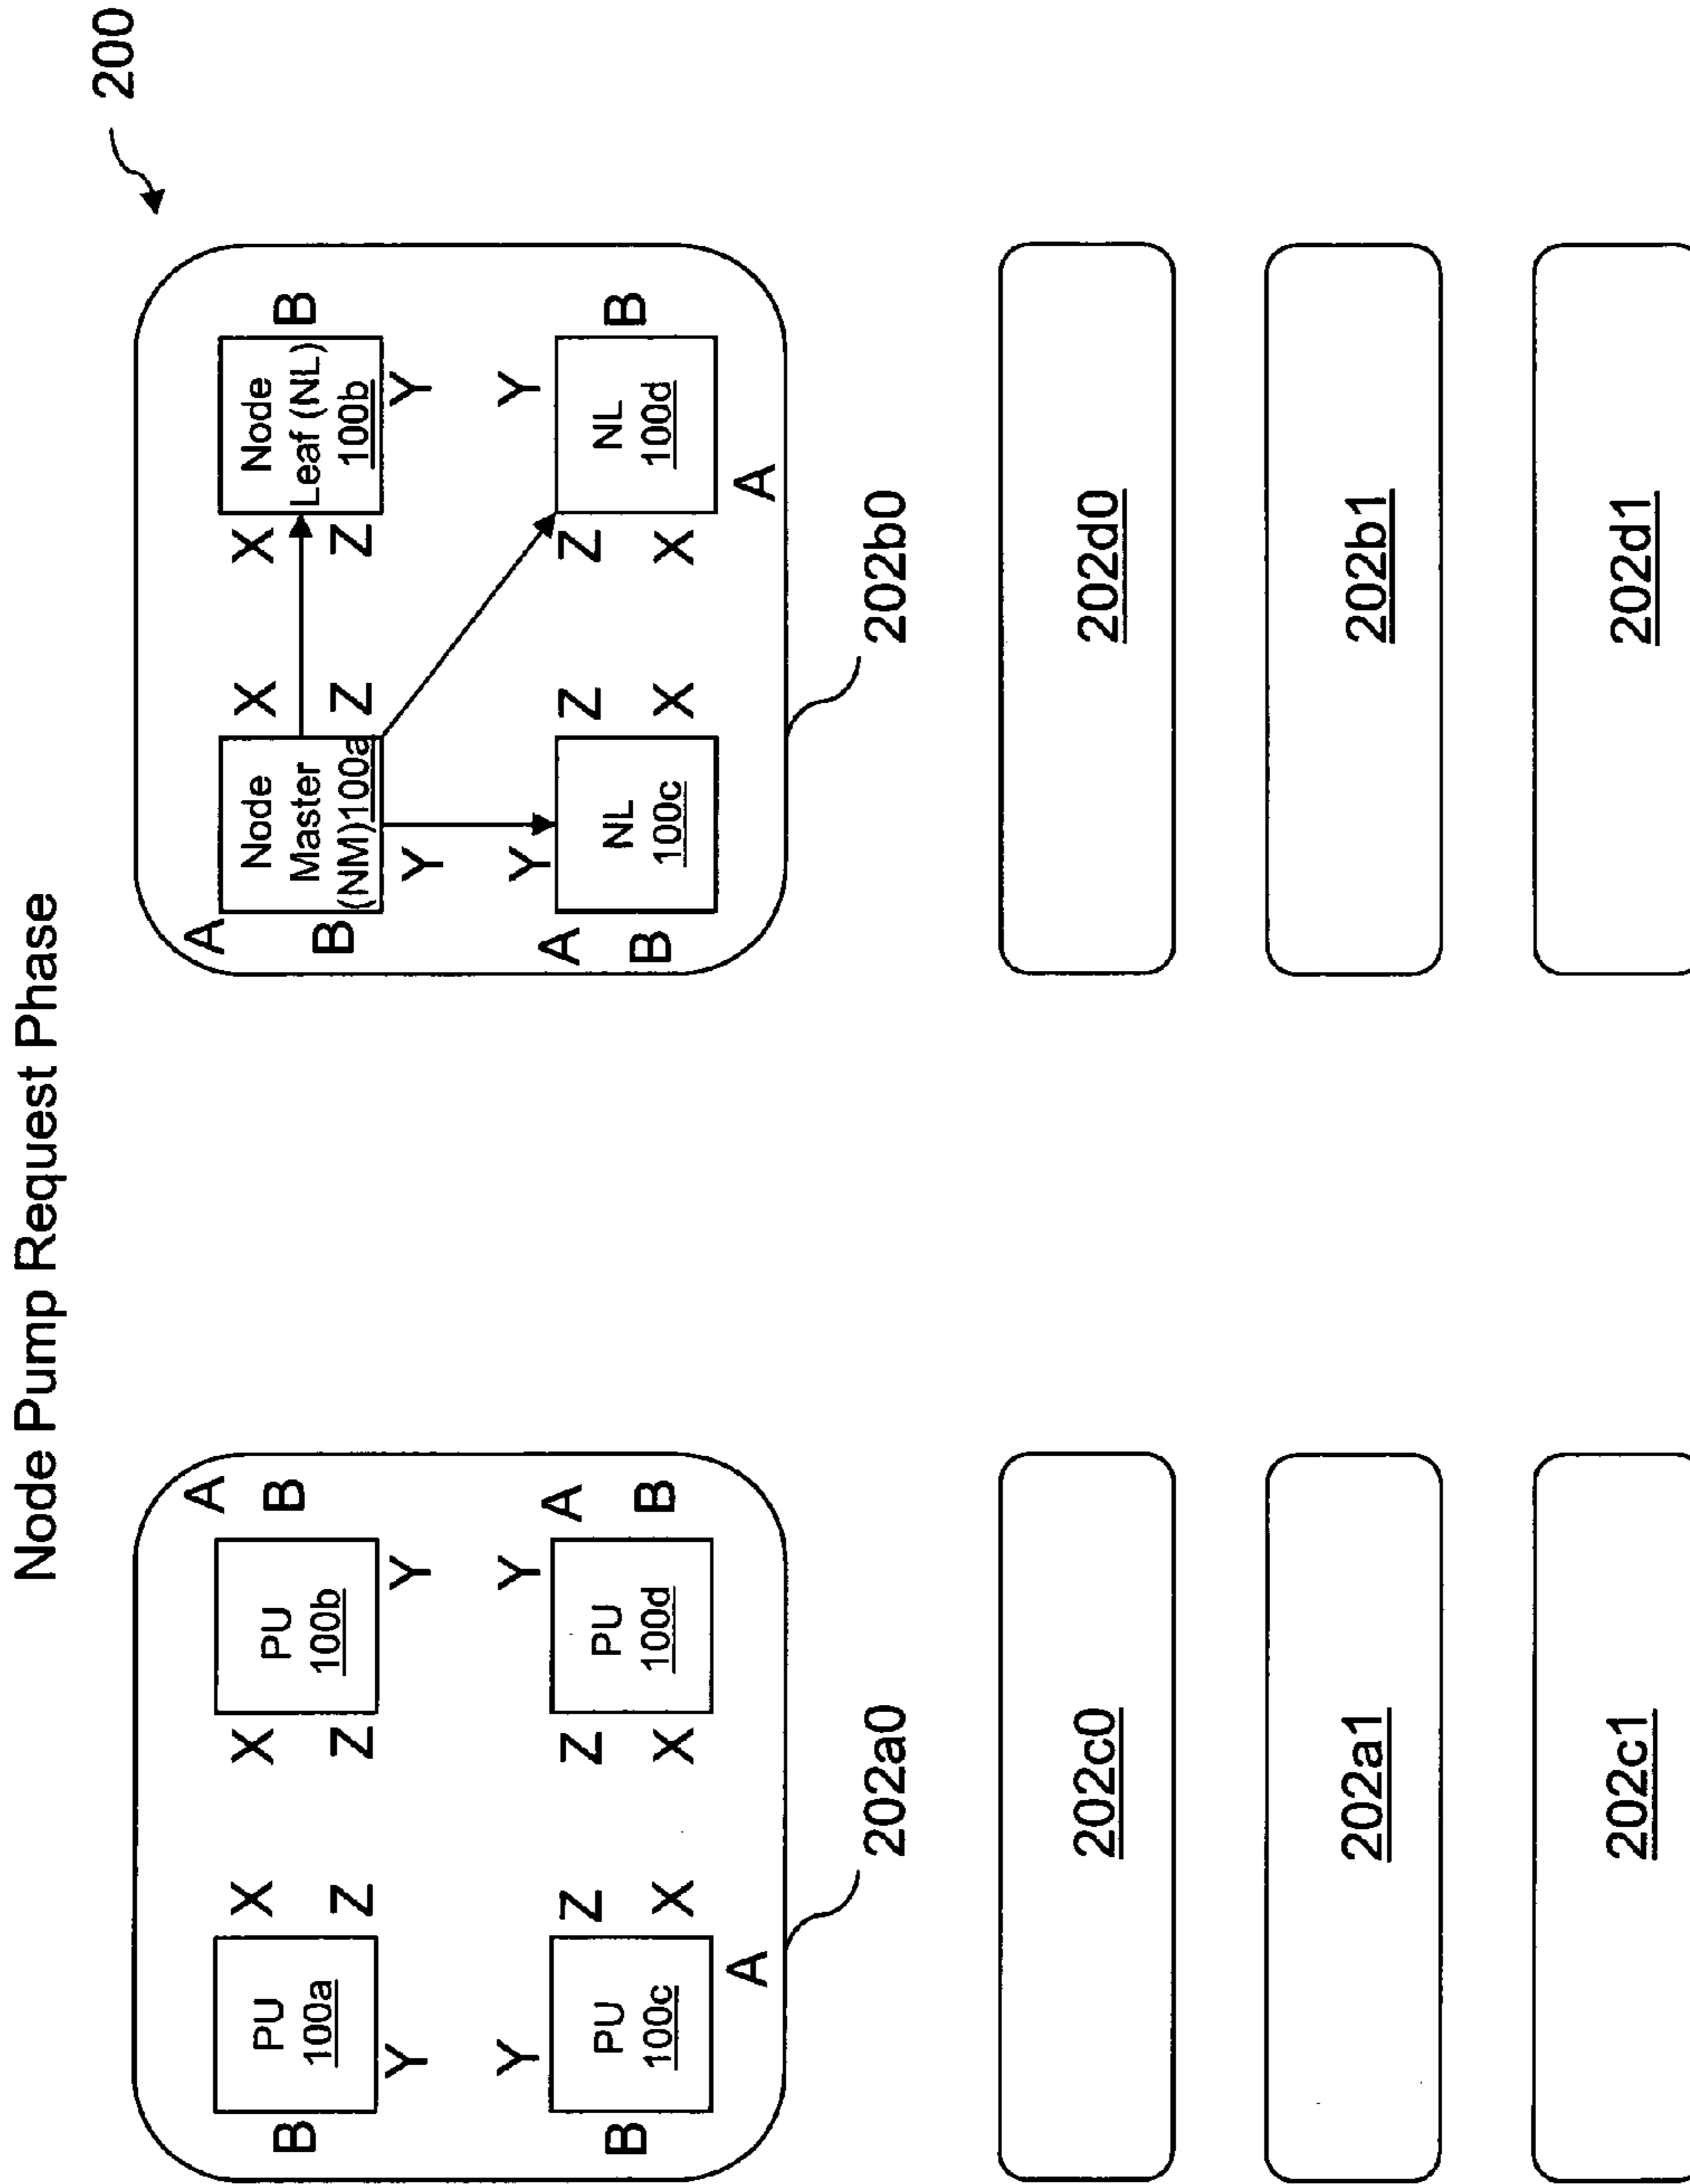 Node Pump Request Phase
200
A
B
PU
100a
X
Z
X
Z
PU
100b
B
Y
Y
Y
Y
A
B
PU
100c
Z
X
Z
X
PU
100d
B
A
202a0
A
B
Node
Master
(NM)100a
X
Z
X
Z
Node
Leaf (NL)
100b
B
Y
Y
Y
Y
A
B
NL
100c
Z
X
Z
X
NL
100d
B
A
202b0
202c0
202d0
202a1
202b1
202c1
202d1